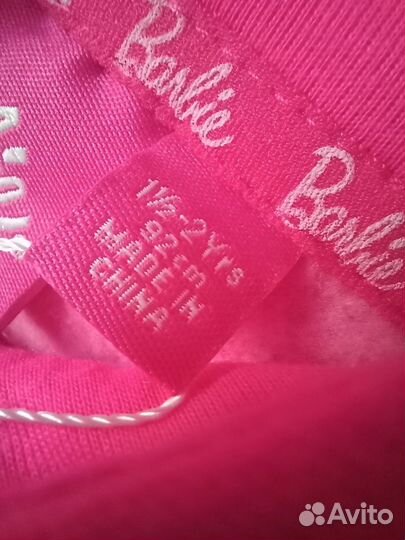 Barbie
Barbie
1½-2Yrs
92cm
MADE IN
CHINA
Avito